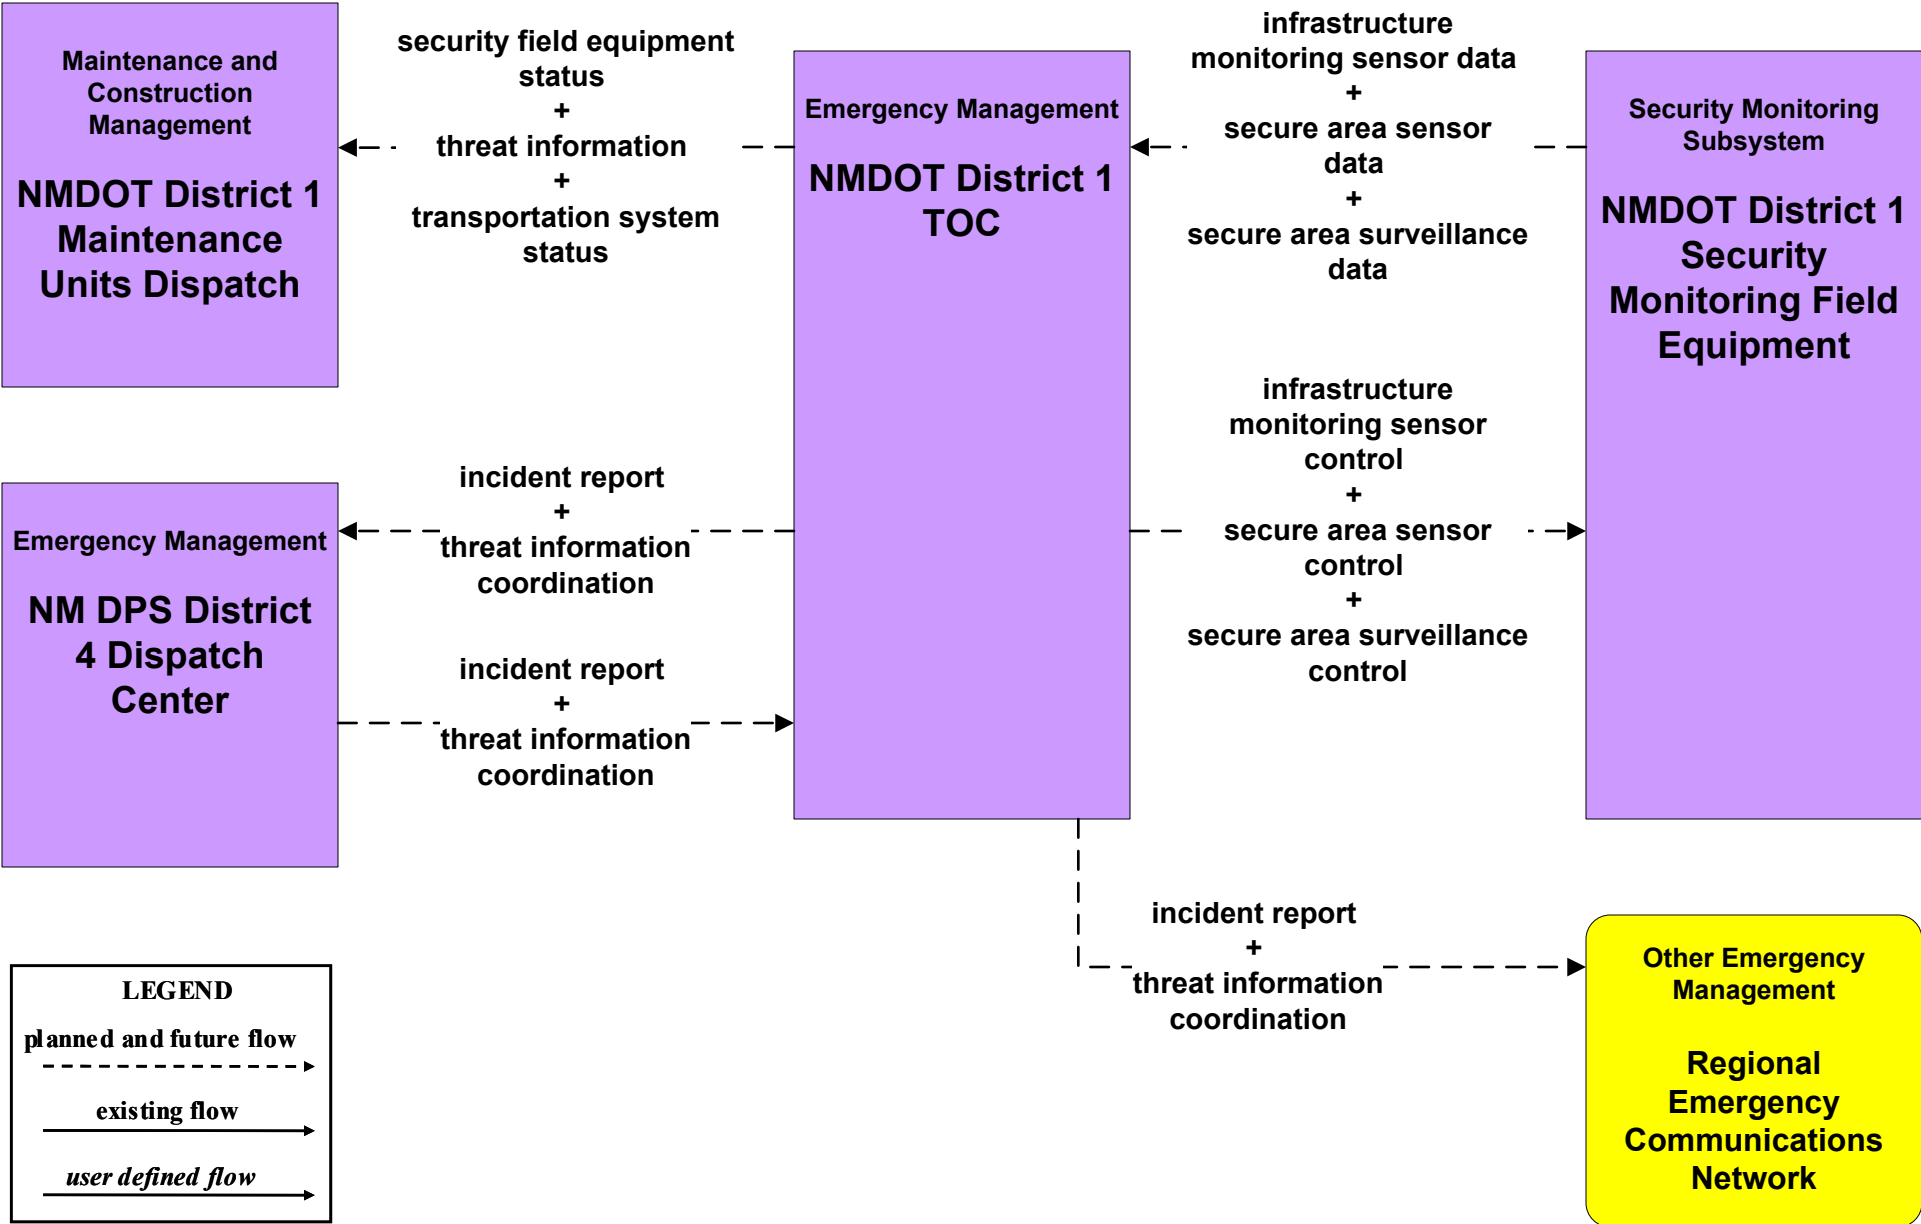 Maintenance and
Construction
Management
NMDOT District 1
Maintenance
Units Dispatch
security field equipment
status
+
threat information
+
transportation system
status
Emergency Management
NMDOT District 1
TOC
infrastructure
monitoring sensor data
+
secure area sensor
data
+
secure area surveillance
data
Security Monitoring
Subsystem
NMDOT District 1
Security
Monitoring Field
Equipment
infrastructure
monitoring sensor
control
+
secure area sensor
control
+
secure area surveillance
control
Emergency Management
NM DPS District
4 Dispatch
Center
incident report
+
threat information
coordination
incident report
+
threat information
coordination
incident report
+
threat information
coordination
Other Emergency
Management
Regional
Emergency
Communications
Network
LEGEND
planned and future flow
existing flow
user defined flow